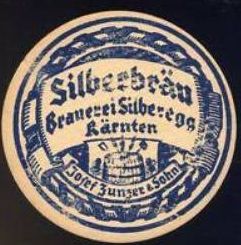 Silberbräu
Brauerei Silberegg
Kärnten
Josef Zunzer & Sohn